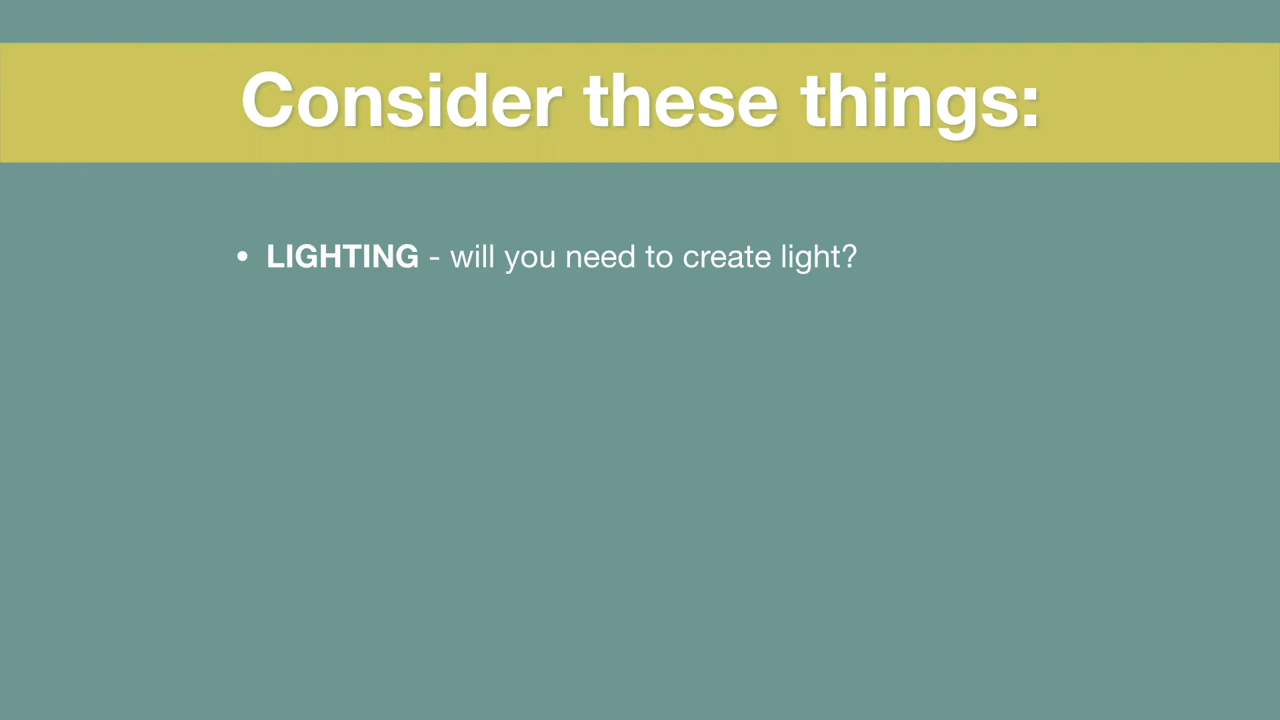 Consider these things:
• LIGHTING - will you need to create light?